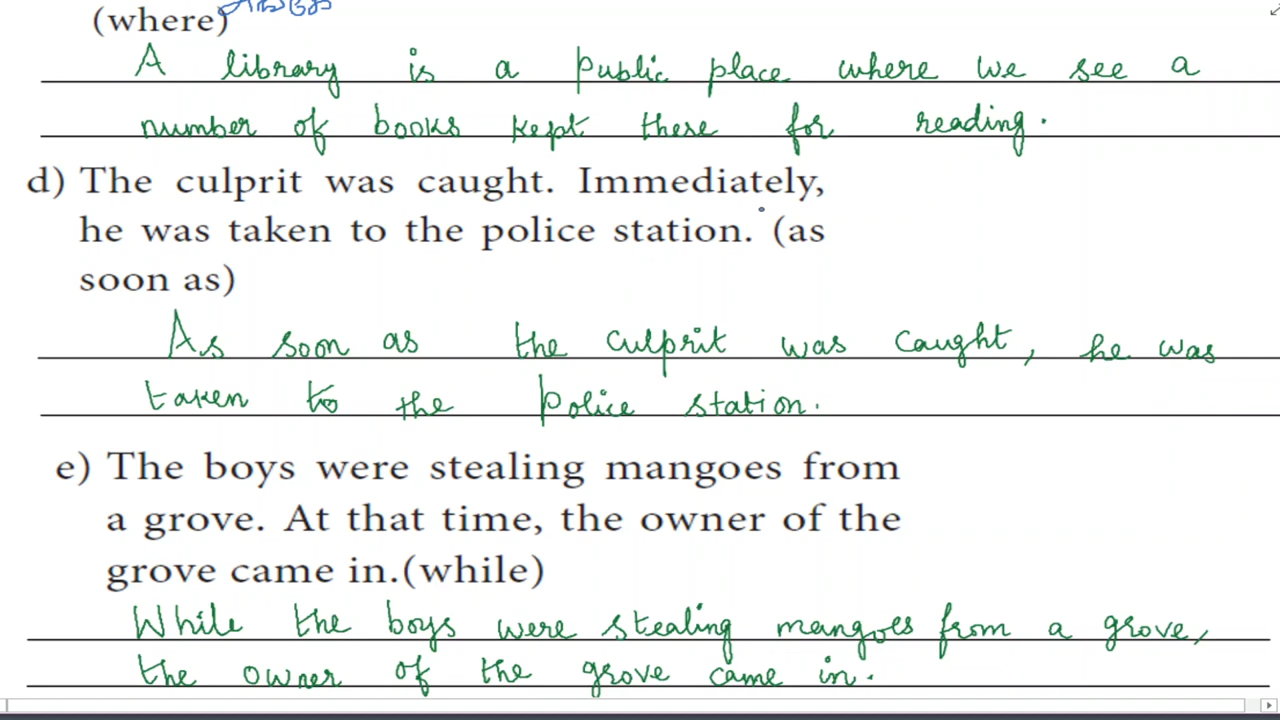 (where)
A library is a public place where we see a
number of books kept there for reading.
d) The culprit was caught. Immediately,
he was taken to the police station. (as
soon as)
As soon as the culprit was caught, he was
taken to the police station.
e) The boys were stealing mangoes from
a grove. At that time, the owner of the
grove came in.(while)
While the boys were stealing mangoes from a grove,
the owner of the grove came in.